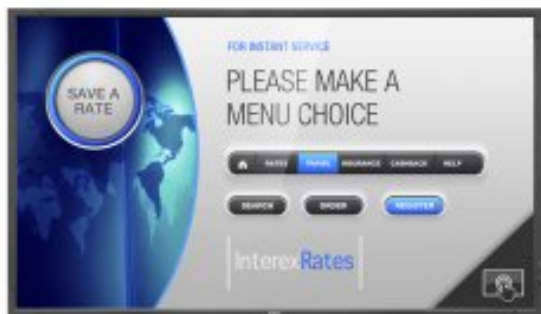 SAVE A
RATE
FOR INSTANT SERVICE
PLEASE MAKE A
MENU CHOICE
RATES TRAVEL INSURANCE CASHBACK HELP
SEARCH ORDER REGISTER
InterexRates